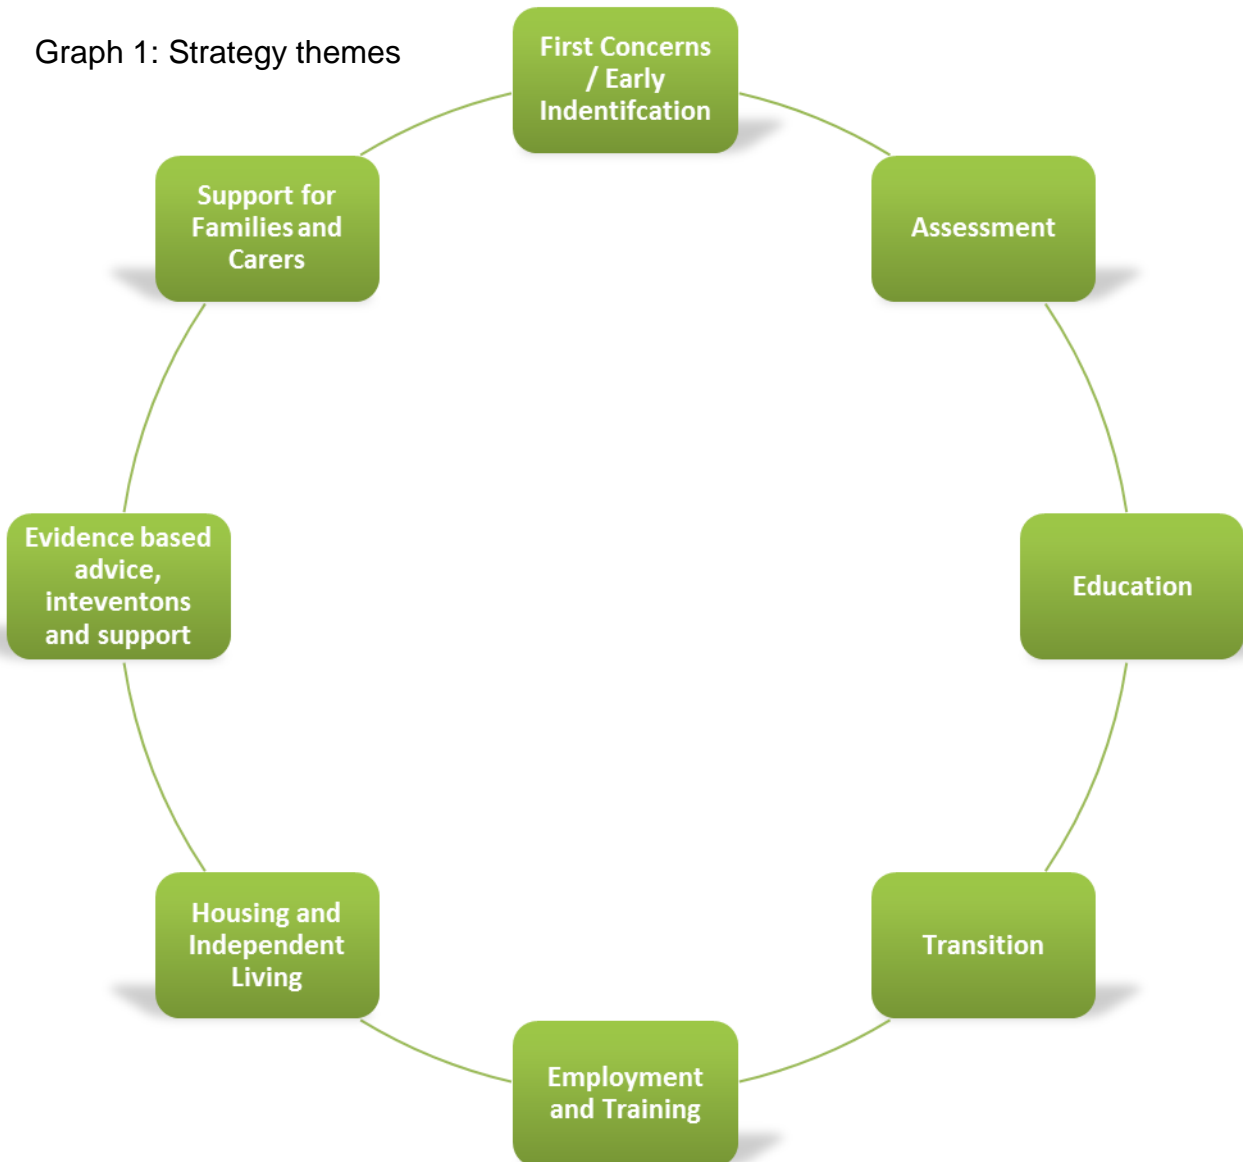 Graph 1: Strategy themes
First Concerns
/ Early
Indentifcation
Assessment
Education
Transition
Employment
and Training
Housing and
Independent
Living
Evidence based
advice,
inteventons
and support
Support for
Families and
Carers